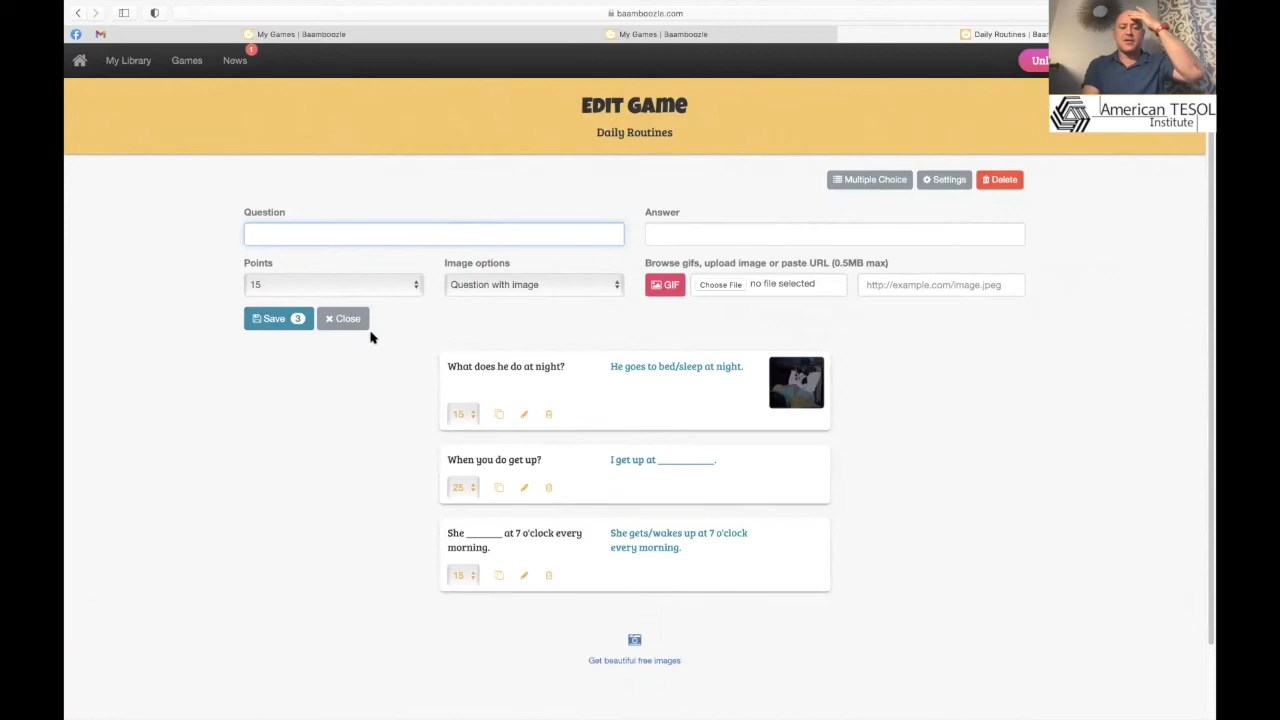 baamboozle.com
My Games | Baamboozle
My Games | Baamboozle
Daily Routines | Baam
My Library
Games
News
1
Unl
American TESOL
Institute
Edit Game
Daily Routines
Multiple Choice
Settings
Delete
Question
Answer
Points
Image options
Browse gifs, upload image or paste URL (0.5MB max)
15
Question with image
GIF
Choose File
no file selected
http://example.com/image.jpeg
Save 3
Close
What does he do at night?
He goes to bed/sleep at night.
15
When you do get up?
I get up at ___________.
25
She _______ at 7 o'clock every
morning.
She gets/wakes up at 7 o'clock
every morning.
15
Get beautiful free images